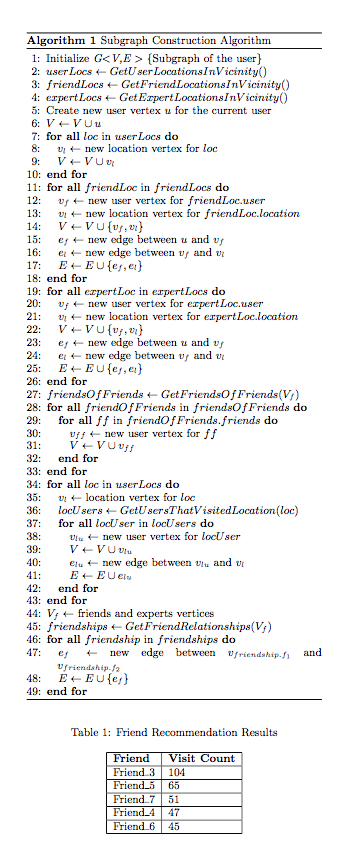 Algorithm 1 Subgraph Construction Algorithm
1: Initialize G<V,E > {Subgraph of the user}
2: userLocs ← GetUserLocationsInVicinity()
3: friendLocs ← GetFriendLocationsInVicinity()
4: expertLocs ← GetExpertLocationsInVicinity()
5: Create new user vertex u for the current user
6: V ← V ∪ u
7: for all loc in userLocs do
8: v_l ← new location vertex for loc
9: V ← V ∪ v_l
10: end for
11: for all friendLoc in friendLocs do
12: v_f ← new user vertex for friendLoc.user
13: v_l ← new location vertex for friendLoc.location
14: V ← V ∪ {v_f, v_l}
15: e_f ← new edge between u and v_f
16: e_l ← new edge between v_f and v_l
17: E ← E ∪ {e_f, e_l}
18: end for
19: for all expertLoc in expertLocs do
20: v_f ← new user vertex for expertLoc.user
21: v_l ← new location vertex for expertLoc.location
22: V ← V ∪ {v_f, v_l}
23: e_f ← new edge between u and v_f
24: e_l ← new edge between v_f and v_l
25: E ← E ∪ {e_f, e_l}
26: end for
27: friendsOfFriends ← GetFriendsOfFriends(V_f)
28: for all friendOfFriends in friendsOfFriends do
29: for all ff in friendOfFriends.friends do
30: v_ff ← new user vertex for ff
31: V ← V ∪ v_ff
32: end for
33: end for
34: for all loc in userLocs do
35: v_l ← location vertex for loc
36: locUsers ← GetUsersThatVisitedLocation(loc)
37: for all locUser in locUsers do
38: v_lu ← new user vertex for locUser
39: V ← V ∪ v_lu
40: e_lu ← new edge between v_lu and v_l
41: E ← E ∪ e_lu
42: end for
43: end for
44: V_f ← friends and experts vertices
45: friendships ← GetFriendRelationships(V_f)
46: for all friendship in friendships do
47: e_f ← new edge between v_friendship.f_1 and
v_friendship.f_2
48: E ← E ∪ {e_f}
49: end for
Table 1: Friend Recommendation Results
Friend Visit Count
Friend_3 104
Friend_5 65
Friend_7 51
Friend_4 47
Friend_6 45